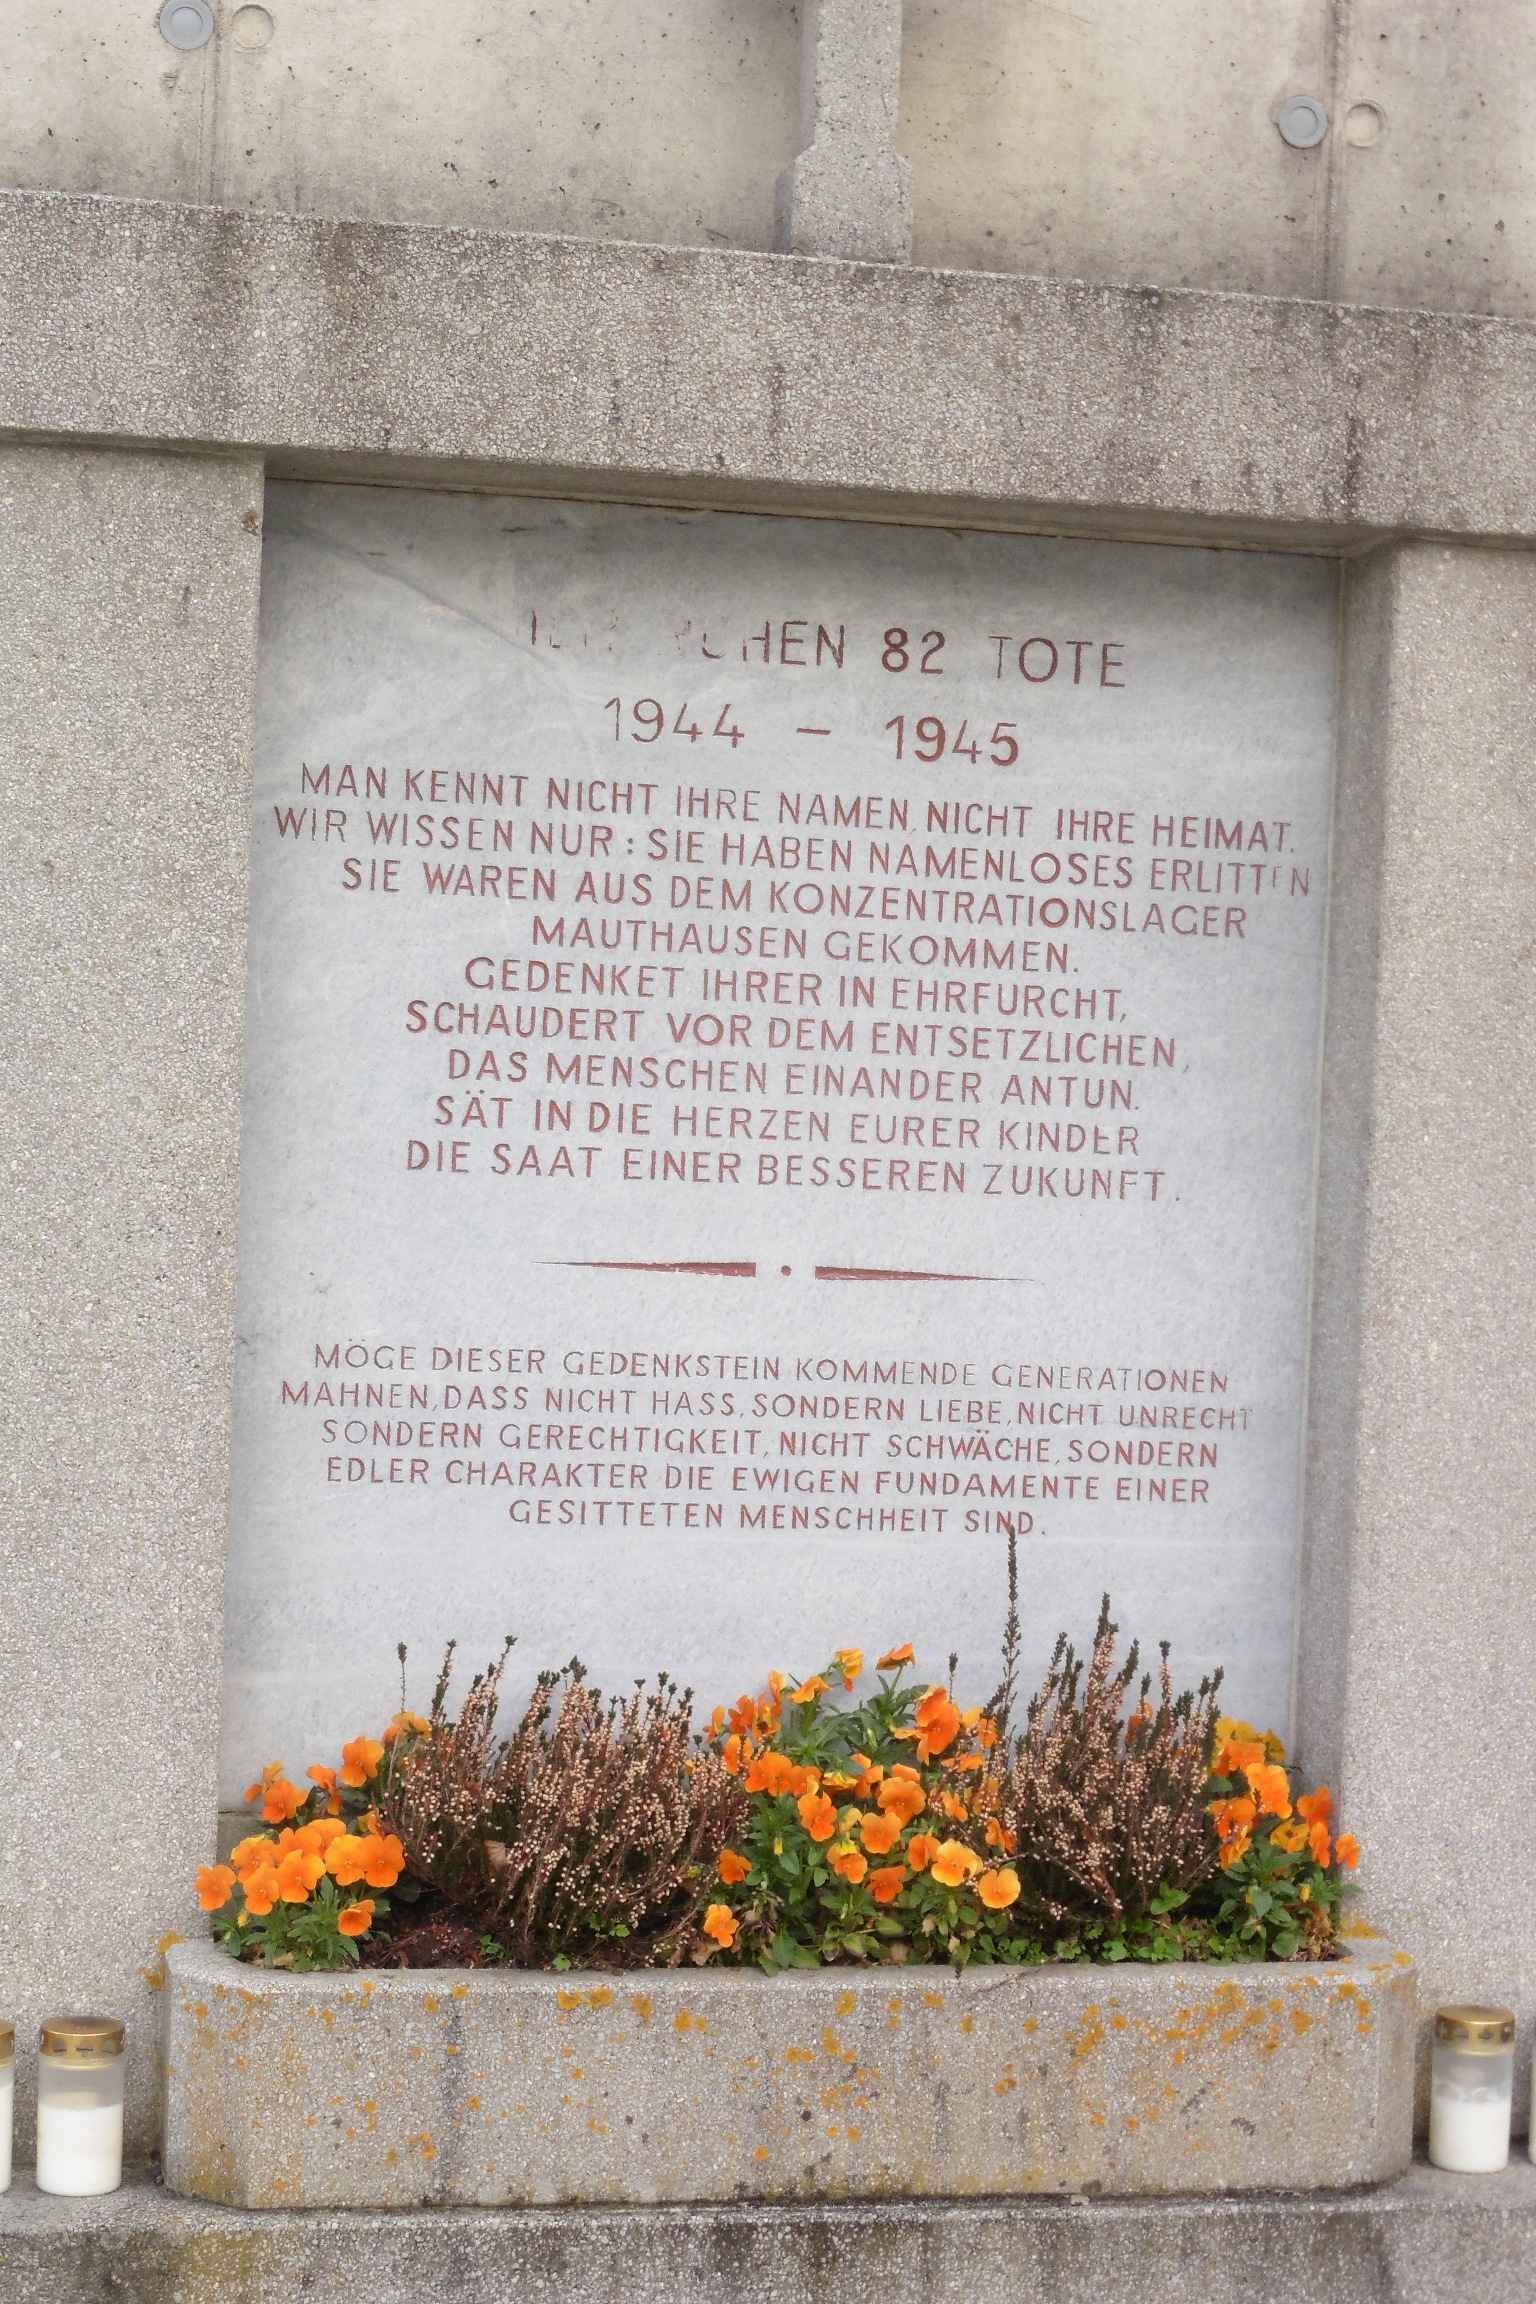 HIER RUHEN 82 TOTE
1944 – 1945
MAN KENNT NICHT IHRE NAMEN, NICHT IHRE HEIMAT.
WIR WISSEN NUR: SIE HABEN NAMENLOSES ERLITTEN
SIE WAREN AUS DEM KONZENTRATIONSLAGER
MAUTHAUSEN GEKOMMEN.
GEDENKET IHRER IN EHRFURCHT,
SCHAUDERT VOR DEM ENTSETZLICHEN,
DAS MENSCHEN EINANDER ANTUN.
SÄT IN DIE HERZEN EURER KINDER
DIE SAAT EINER BESSEREN ZUKUNFT.
MÖGE DIESER GEDENKSTEIN KOMMENDE GENERATIONEN
MAHNEN, DASS NICHT HASS, SONDERN LIEBE, NICHT UNRECHT
SONDERN GERECHTIGKEIT, NICHT SCHWÄCHE, SONDERN
EDLER CHARAKTER DIE EWIGEN FUNDAMENTE EINER
GESITTETEN MENSCHHEIT SIND.